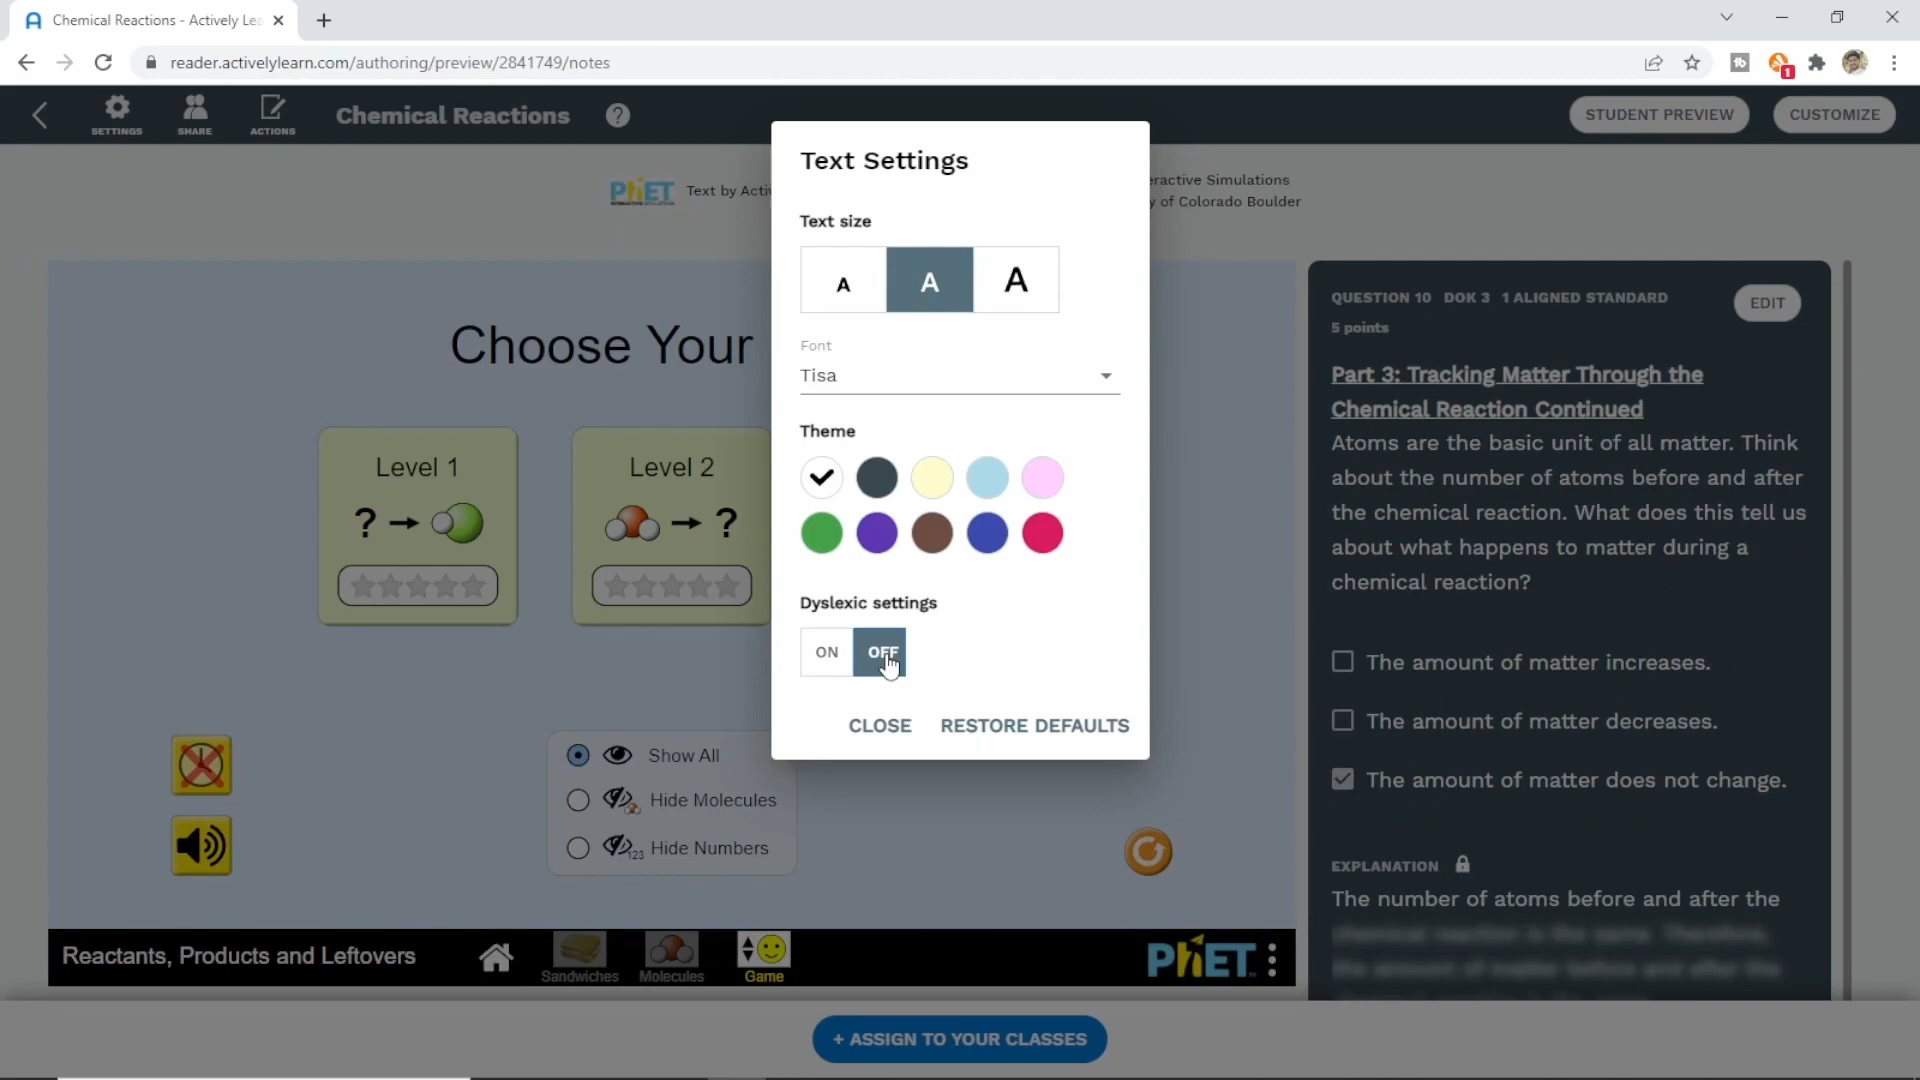 Chemical Reactions - Actively Lea
reader.activelylearn.com/authoring/preview/2841749/notes
1
SETTINGS
SHARE
ACTIONS
Chemical Reactions
?
STUDENT PREVIEW
CUSTOMIZE
PhET
INTERACTIVE SIMULATIONS
Text by Activ
eractive Simulations
y of Colorado Boulder
Choose Your
Level 1
? →
Level 2
→ ?
Show All
Hide Molecules
123 Hide Numbers
Reactants, Products and Leftovers
Sandwiches
Molecules
Game
PhET
Text Settings
Text size
A A A
Font
Tisa
Theme
Dyslexic settings
ON OFF
CLOSE RESTORE DEFAULTS
QUESTION 10 DOK 3 1 ALIGNED STANDARD
5 points
EDIT
Part 3: Tracking Matter Through the
Chemical Reaction Continued
Atoms are the basic unit of all matter. Think
about the number of atoms before and after
the chemical reaction. What does this tell us
about what happens to matter during a
chemical reaction?
The amount of matter increases.
The amount of matter decreases.
The amount of matter does not change.
EXPLANATION
The number of atoms before and after the
+ ASSIGN TO YOUR CLASSES